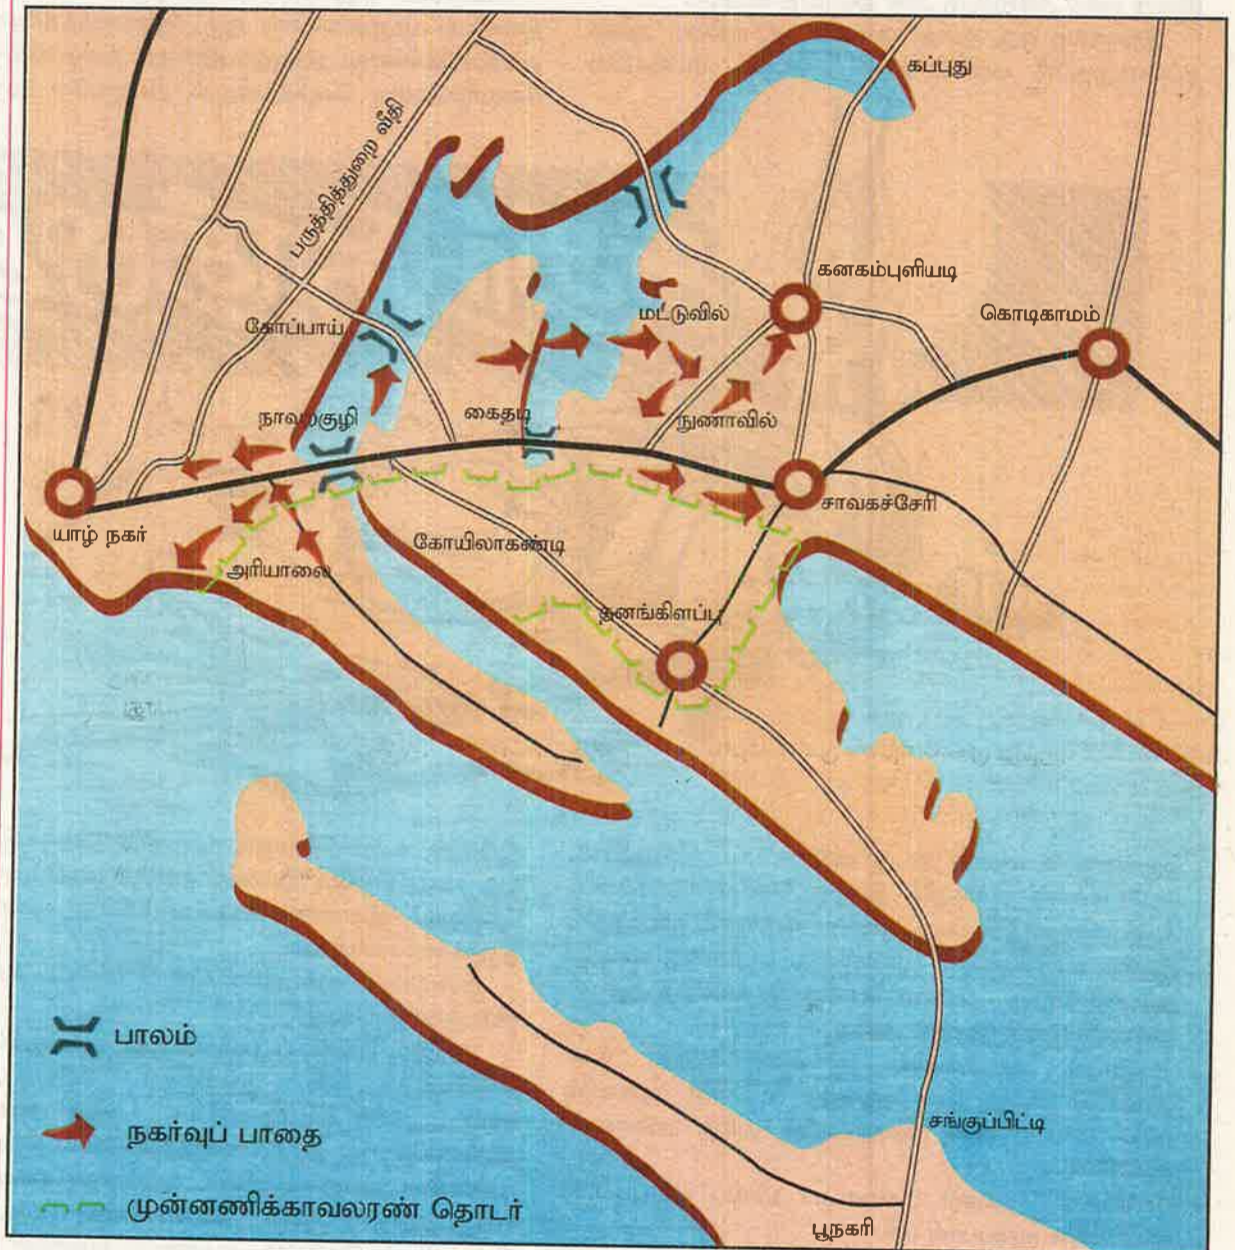 கப்புது
பருத்தித்துறை வீதி
கனகம்புளியடி
மட்டுவில்
கொடிகாமம்
கோப்பாய்
நாவற்குழி
கைதடி
நுணாவில்
சாவகச்சேரி
யாழ் நகர்
கோயிலாகண்டி
அரியாலை
தனங்கிளப்பு
பாலம்
சங்குப்பிட்டி
நகர்வுப் பாதை
முன்னணிக்காவலரண் தொடர்
பூநகரி